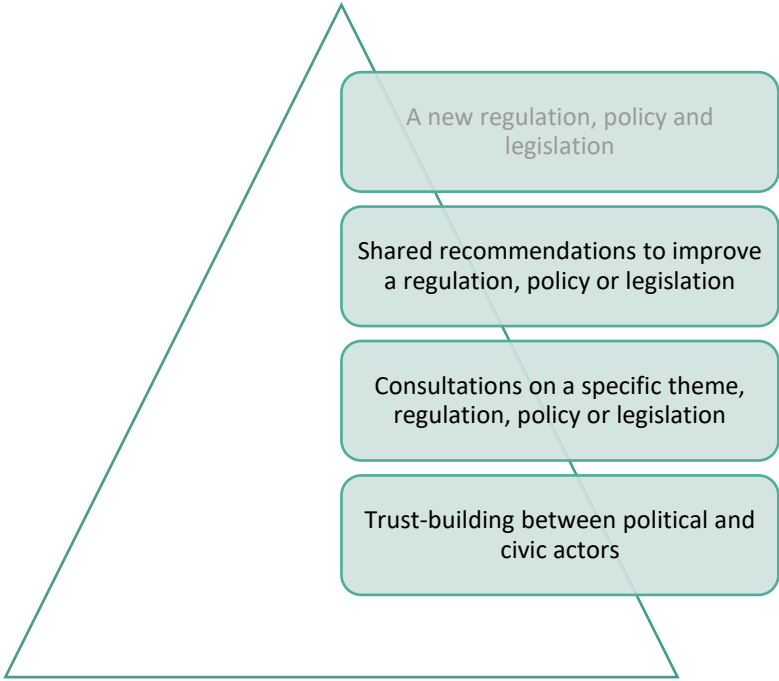 A new regulation, policy and
legislation
Shared recommendations to improve
a regulation, policy or legislation
Consultations on a specific theme,
regulation, policy or legislation
Trust-building between political and
civic actors